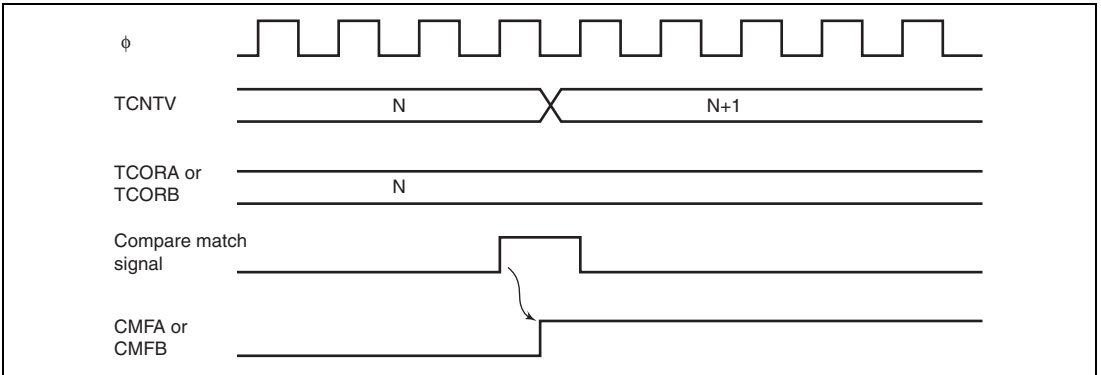 ϕ
TCNTV
N
N+1
TCORA or
TCORB
N
Compare match
signal
CMFA or
CMFB